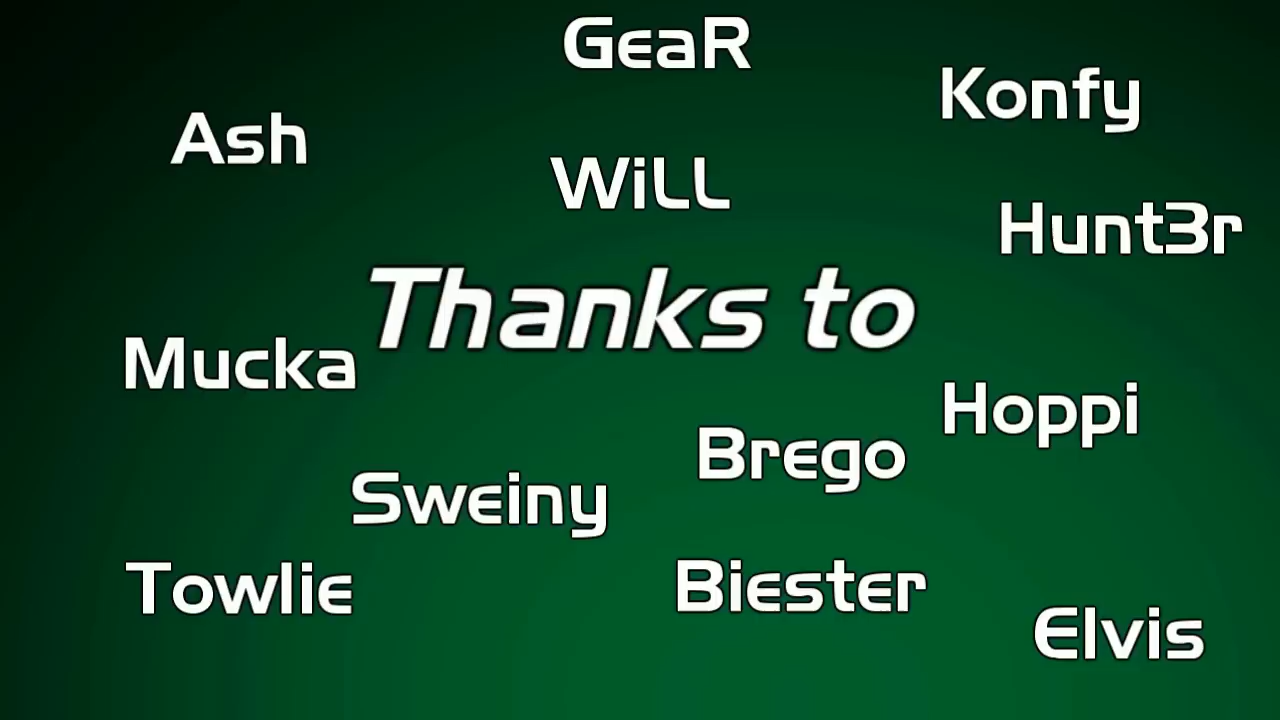 GeaR
Konfy
Ash
WiLL
Hunt3r
Thanks to
Mucka
Hoppi
Brego
Sweiny
Towlie
Biester
Elvis